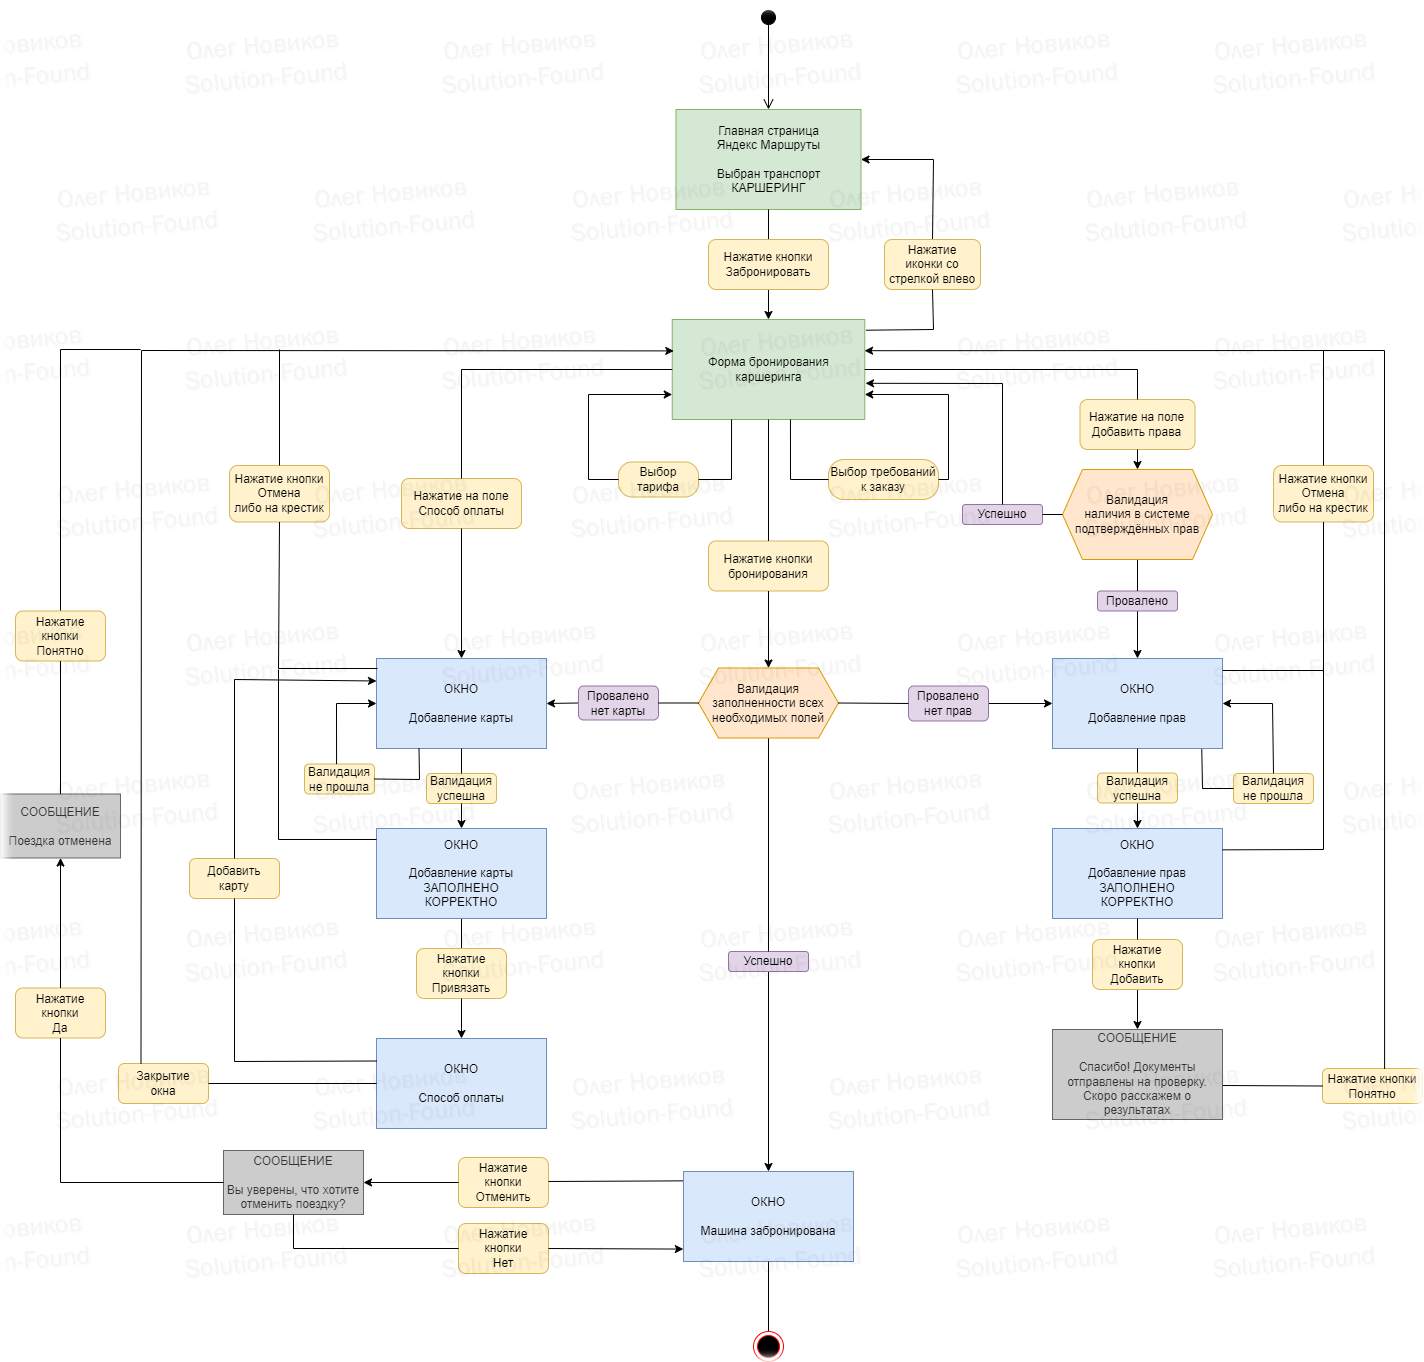 Главная страница
Яндекс Маршруты
Выбран транспорт
КАРШЕРИНГ
Нажатие кнопки
Забронировать
Нажатие
иконки со
стрелкой влево
Форма бронирования
каршеринга
Нажатие на поле
Добавить права
Выбор
тарифа
Выбор требований
к заказу
Нажатие кнопки
Отмена
либо на крестик
Нажатие на поле
Способ оплаты
Успешно
Валидация
наличия в системе
подтверждённых прав
Нажатие кнопки
Отмена
либо на крестик
Нажатие кнопки
бронирования
Провалено
Нажатие
кнопки
Понятно
ОКНО
Добавление карты
Провалено
нет карты
Валидация
заполненности всех
необходимых полей
Провалено
нет прав
ОКНО
Добавление прав
Валидация
не прошла
Валидация
успешна
Валидация
успешна
Валидация
не прошла
СООБЩЕНИЕ
Поездка отменена
ОКНО
Добавление карты
ЗАПОЛНЕНО
КОРРЕКТНО
ОКНО
Добавление прав
ЗАПОЛНЕНО
КОРРЕКТНО
Добавить
карту
Нажатие
кнопки
Привязать
Успешно
Нажатие
кнопки
Добавить
Нажатие
кнопки
Да
Закрытие
окна
ОКНО
Способ оплаты
СООБЩЕНИЕ
Спасибо! Документы
отправлены на проверку.
Скоро расскажем о
результатах
Нажатие кнопки
Понятно
СООБЩЕНИЕ
Вы уверены, что хотите
отменить поездку?
Нажатие
кнопки
Отменить
ОКНО
Машина забронирована
Нажатие
кнопки
Нет
Олег Новиков
Solution-Found